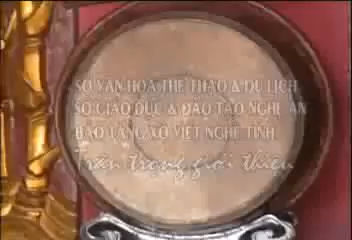 SỞ VĂN HÓA THỂ THAO & DU LỊCH
SỞ GIÁO DỤC & ĐÀO TẠO NGHỆ AN
BẢO TÀNG XÔ VIẾT NGHỆ TĨNH
Trân trọng giới thiệu